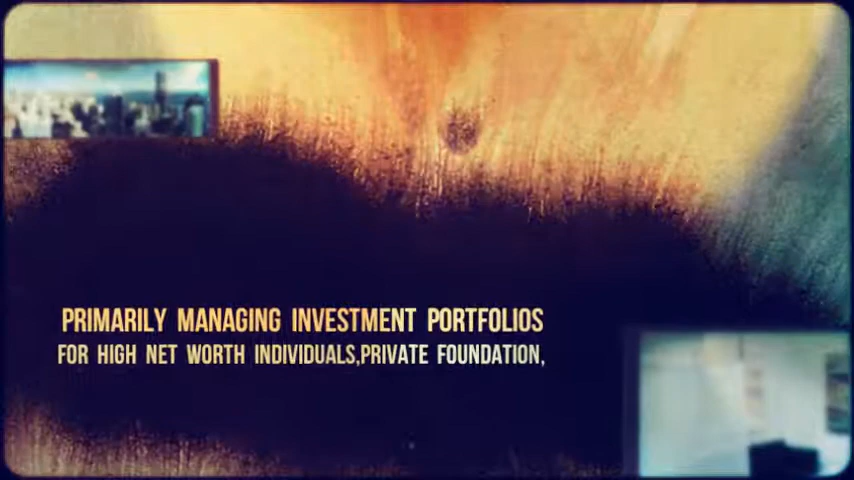 PRIMARILY MANAGING INVESTMENT PORTFOLIOS
FOR HIGH NET WORTH INDIVIDUALS,PRIVATE FOUNDATION,